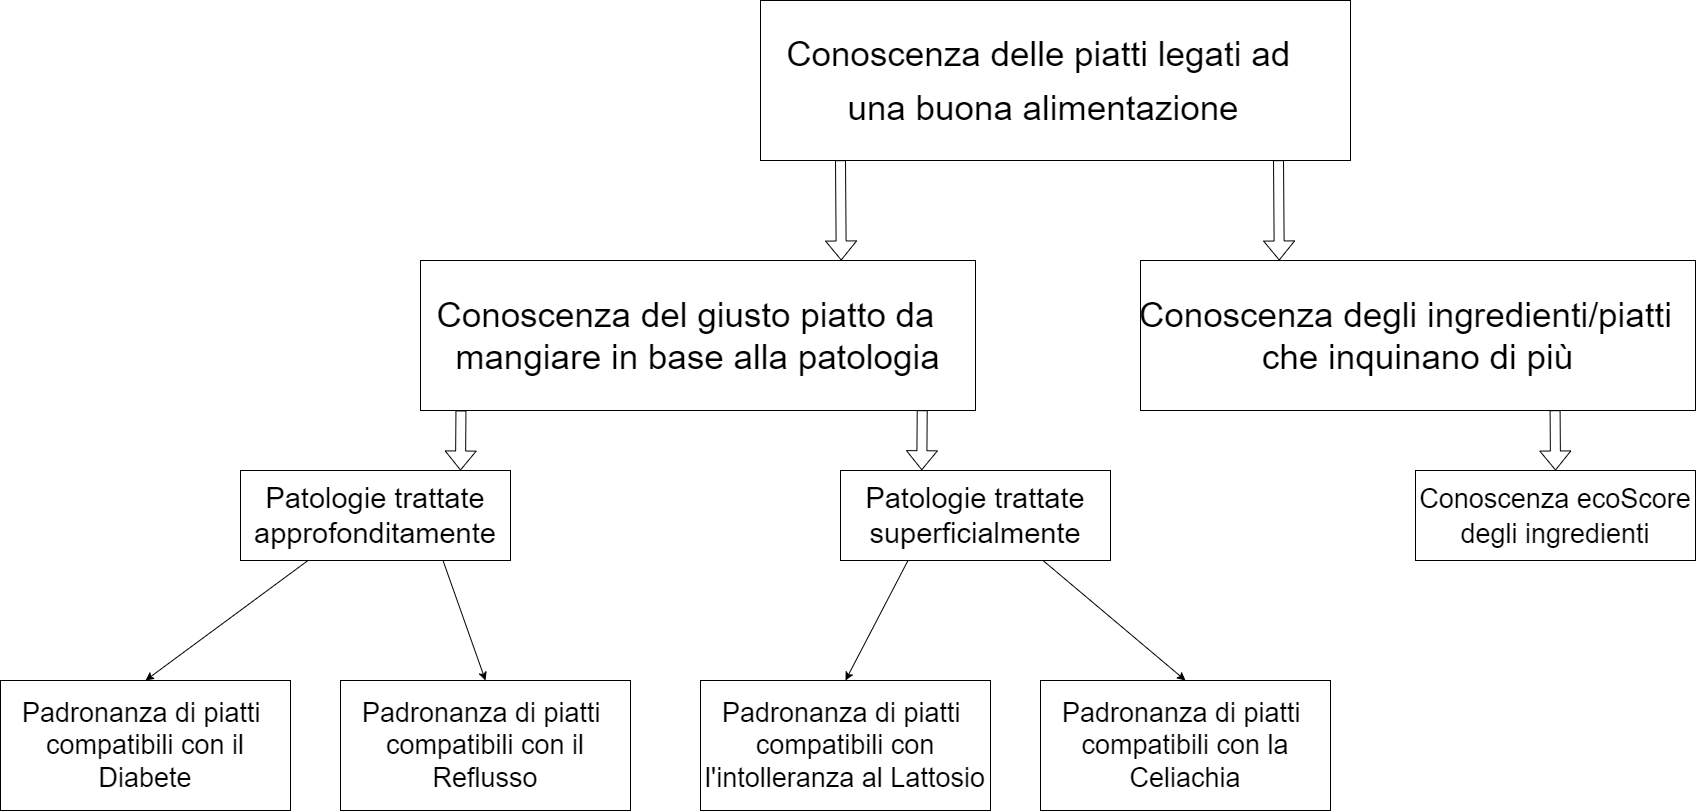 Conoscenza delle piatti legati ad
una buona alimentazione
Conoscenza del giusto piatto da
mangiare in base alla patologia
Conoscenza degli ingredienti/piatti
che inquinano di più
Patologie trattate
approfonditamente
Patologie trattate
superficialmente
Conoscenza ecoScore
degli ingredienti
Padronanza di piatti
compatibili con il
Diabete
Padronanza di piatti
compatibili con il
Reflusso
Padronanza di piatti
compatibili con
l'intolleranza al Lattosio
Padronanza di piatti
compatibili con la
Celiachia